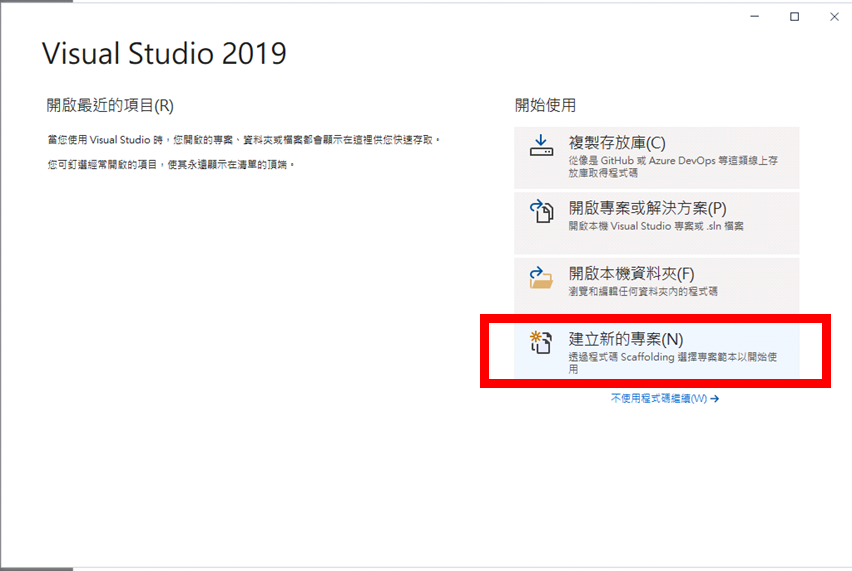 Visual Studio 2019
開啟最近的項目(R)
當您使用 Visual Studio 時，您開啟的專案、資料夾或檔案都會顯示在這裡供您快速存取。
您可釘選經常開啟的項目，使其永遠顯示在清單的頂端。
開始使用
複製存放庫(C)
從像是 GitHub 或 Azure DevOps 等這類線上存
放庫取得程式碼
開啟專案或解決方案(P)
開啟本機 Visual Studio 專案或 .sln 檔案
開啟本機資料夾(F)
瀏覽和編輯任何資料夾內的程式碼
建立新的專案(N)
透過程式碼 Scaffolding 選擇專案範本以開始使
用
不使用程式碼繼續(W)